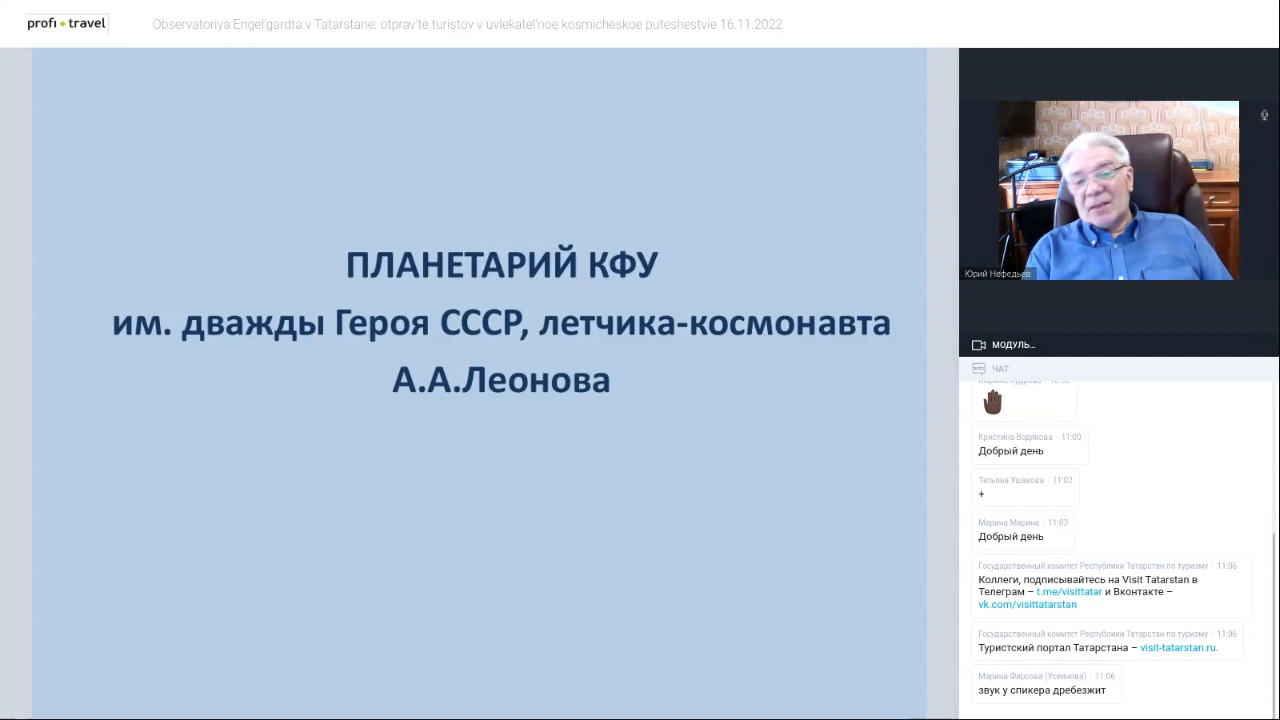 profi travel
Observatoriya Engel'gardta v Tatarstane: otprav'te turistov v uvlekatel'noe kosmicheskoe puteshestvie 16.11.2022
ПЛАНЕТАРИЙ КФУ
им. дважды Героя СССР, летчика-космонавта
А.А.Леонова
Юрий Нефедьев
МОДУЛЬ...
ЧАТ
Кристина Водякова 11:00
Добрый день
Татьяна Ушакова 11:02
+
Марина Марина 11:03
Добрый день
Государственный комитет Республики Татарстан по туризму 11:06
Коллеги, подписывайтесь на Visit Tatarstan в
Телеграм – t.me/visittatar и Вконтакте –
vk.com/visittatarstan
Государственный комитет Республики Татарстан по туризму 11:06
Туристский портал Татарстана – visit-tatarstan.ru.
Марина Фирсова (Усеинова) 11:06
звук у спикера дребезжит